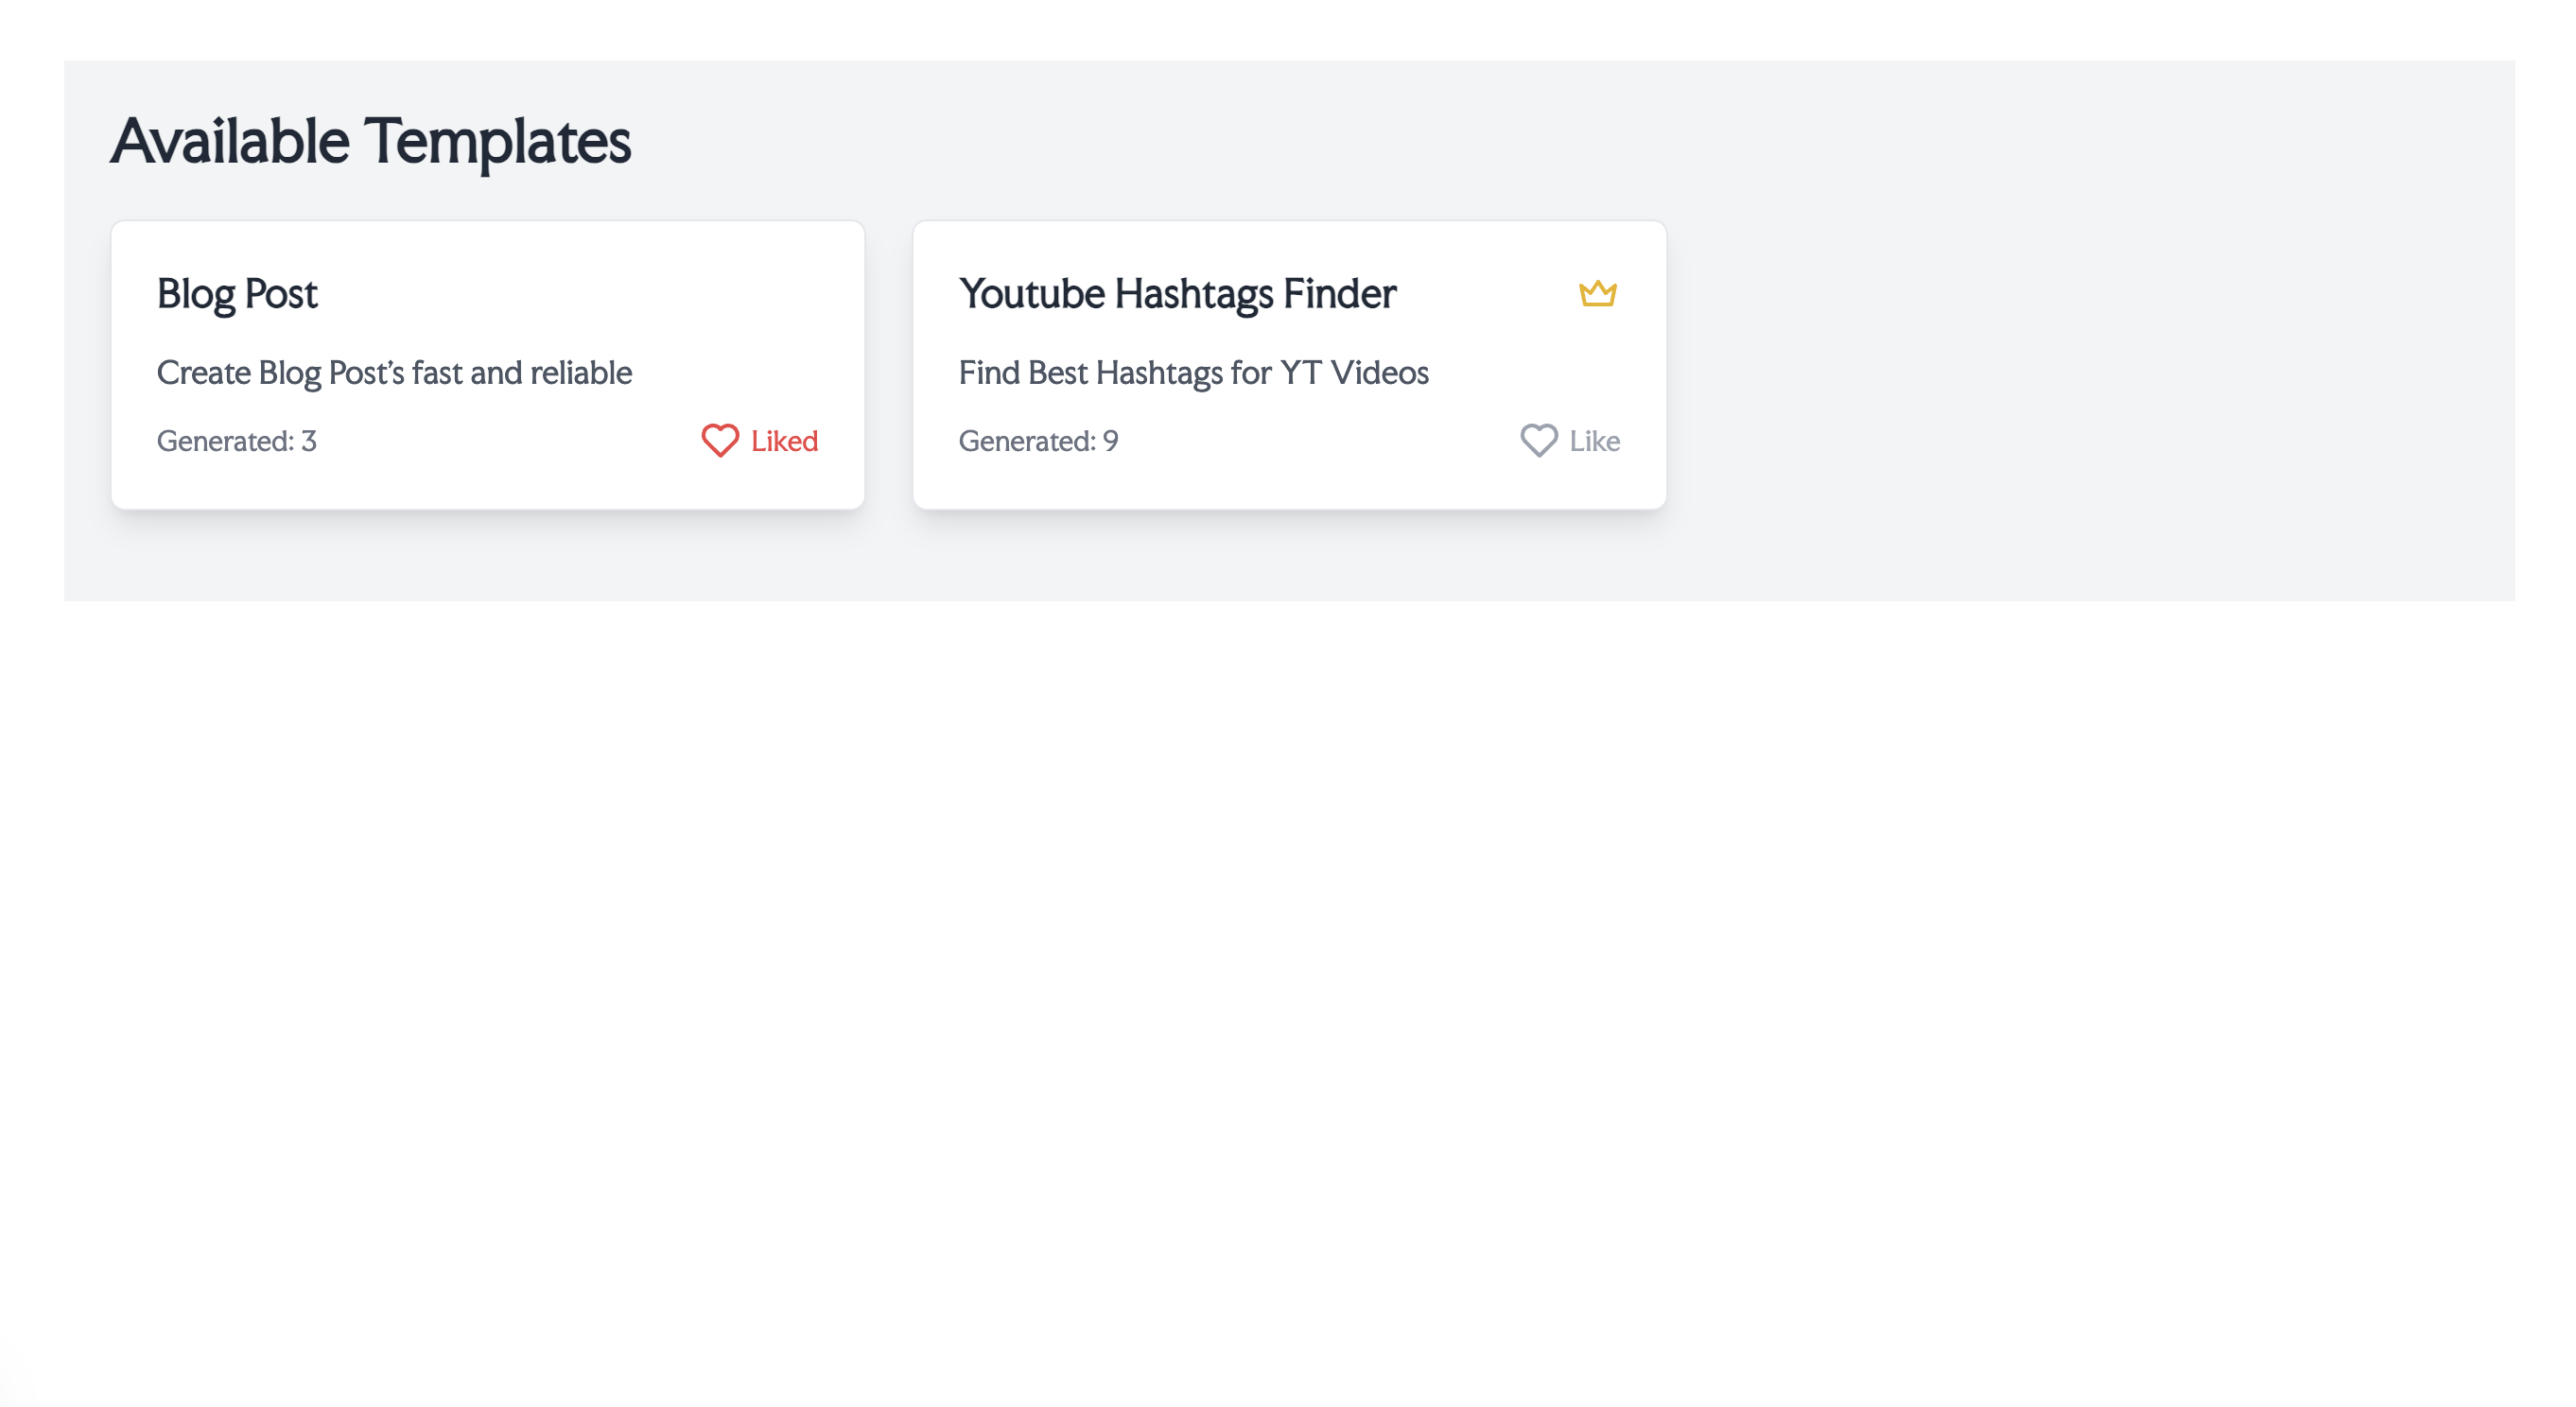 Available Templates
Blog Post
Create Blog Post's fast and reliable
Generated: 3
Liked
Youtube Hashtags Finder
Find Best Hashtags for YT Videos
Generated: 9
Like